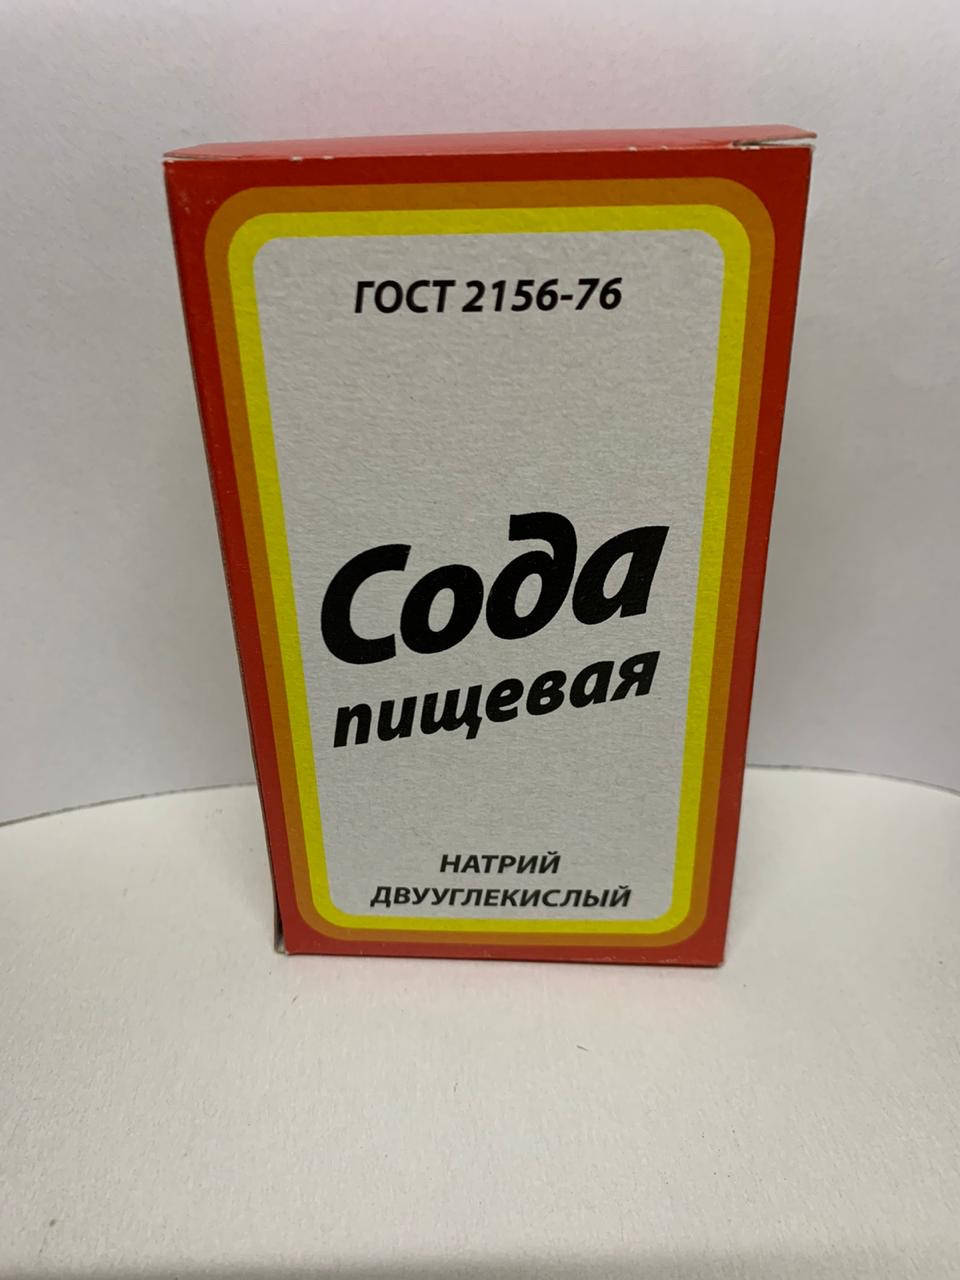 ГОСТ 2156-76
Сода
пищевая
НАТРИЙ
ДВУУГЛЕКИСЛЫЙ